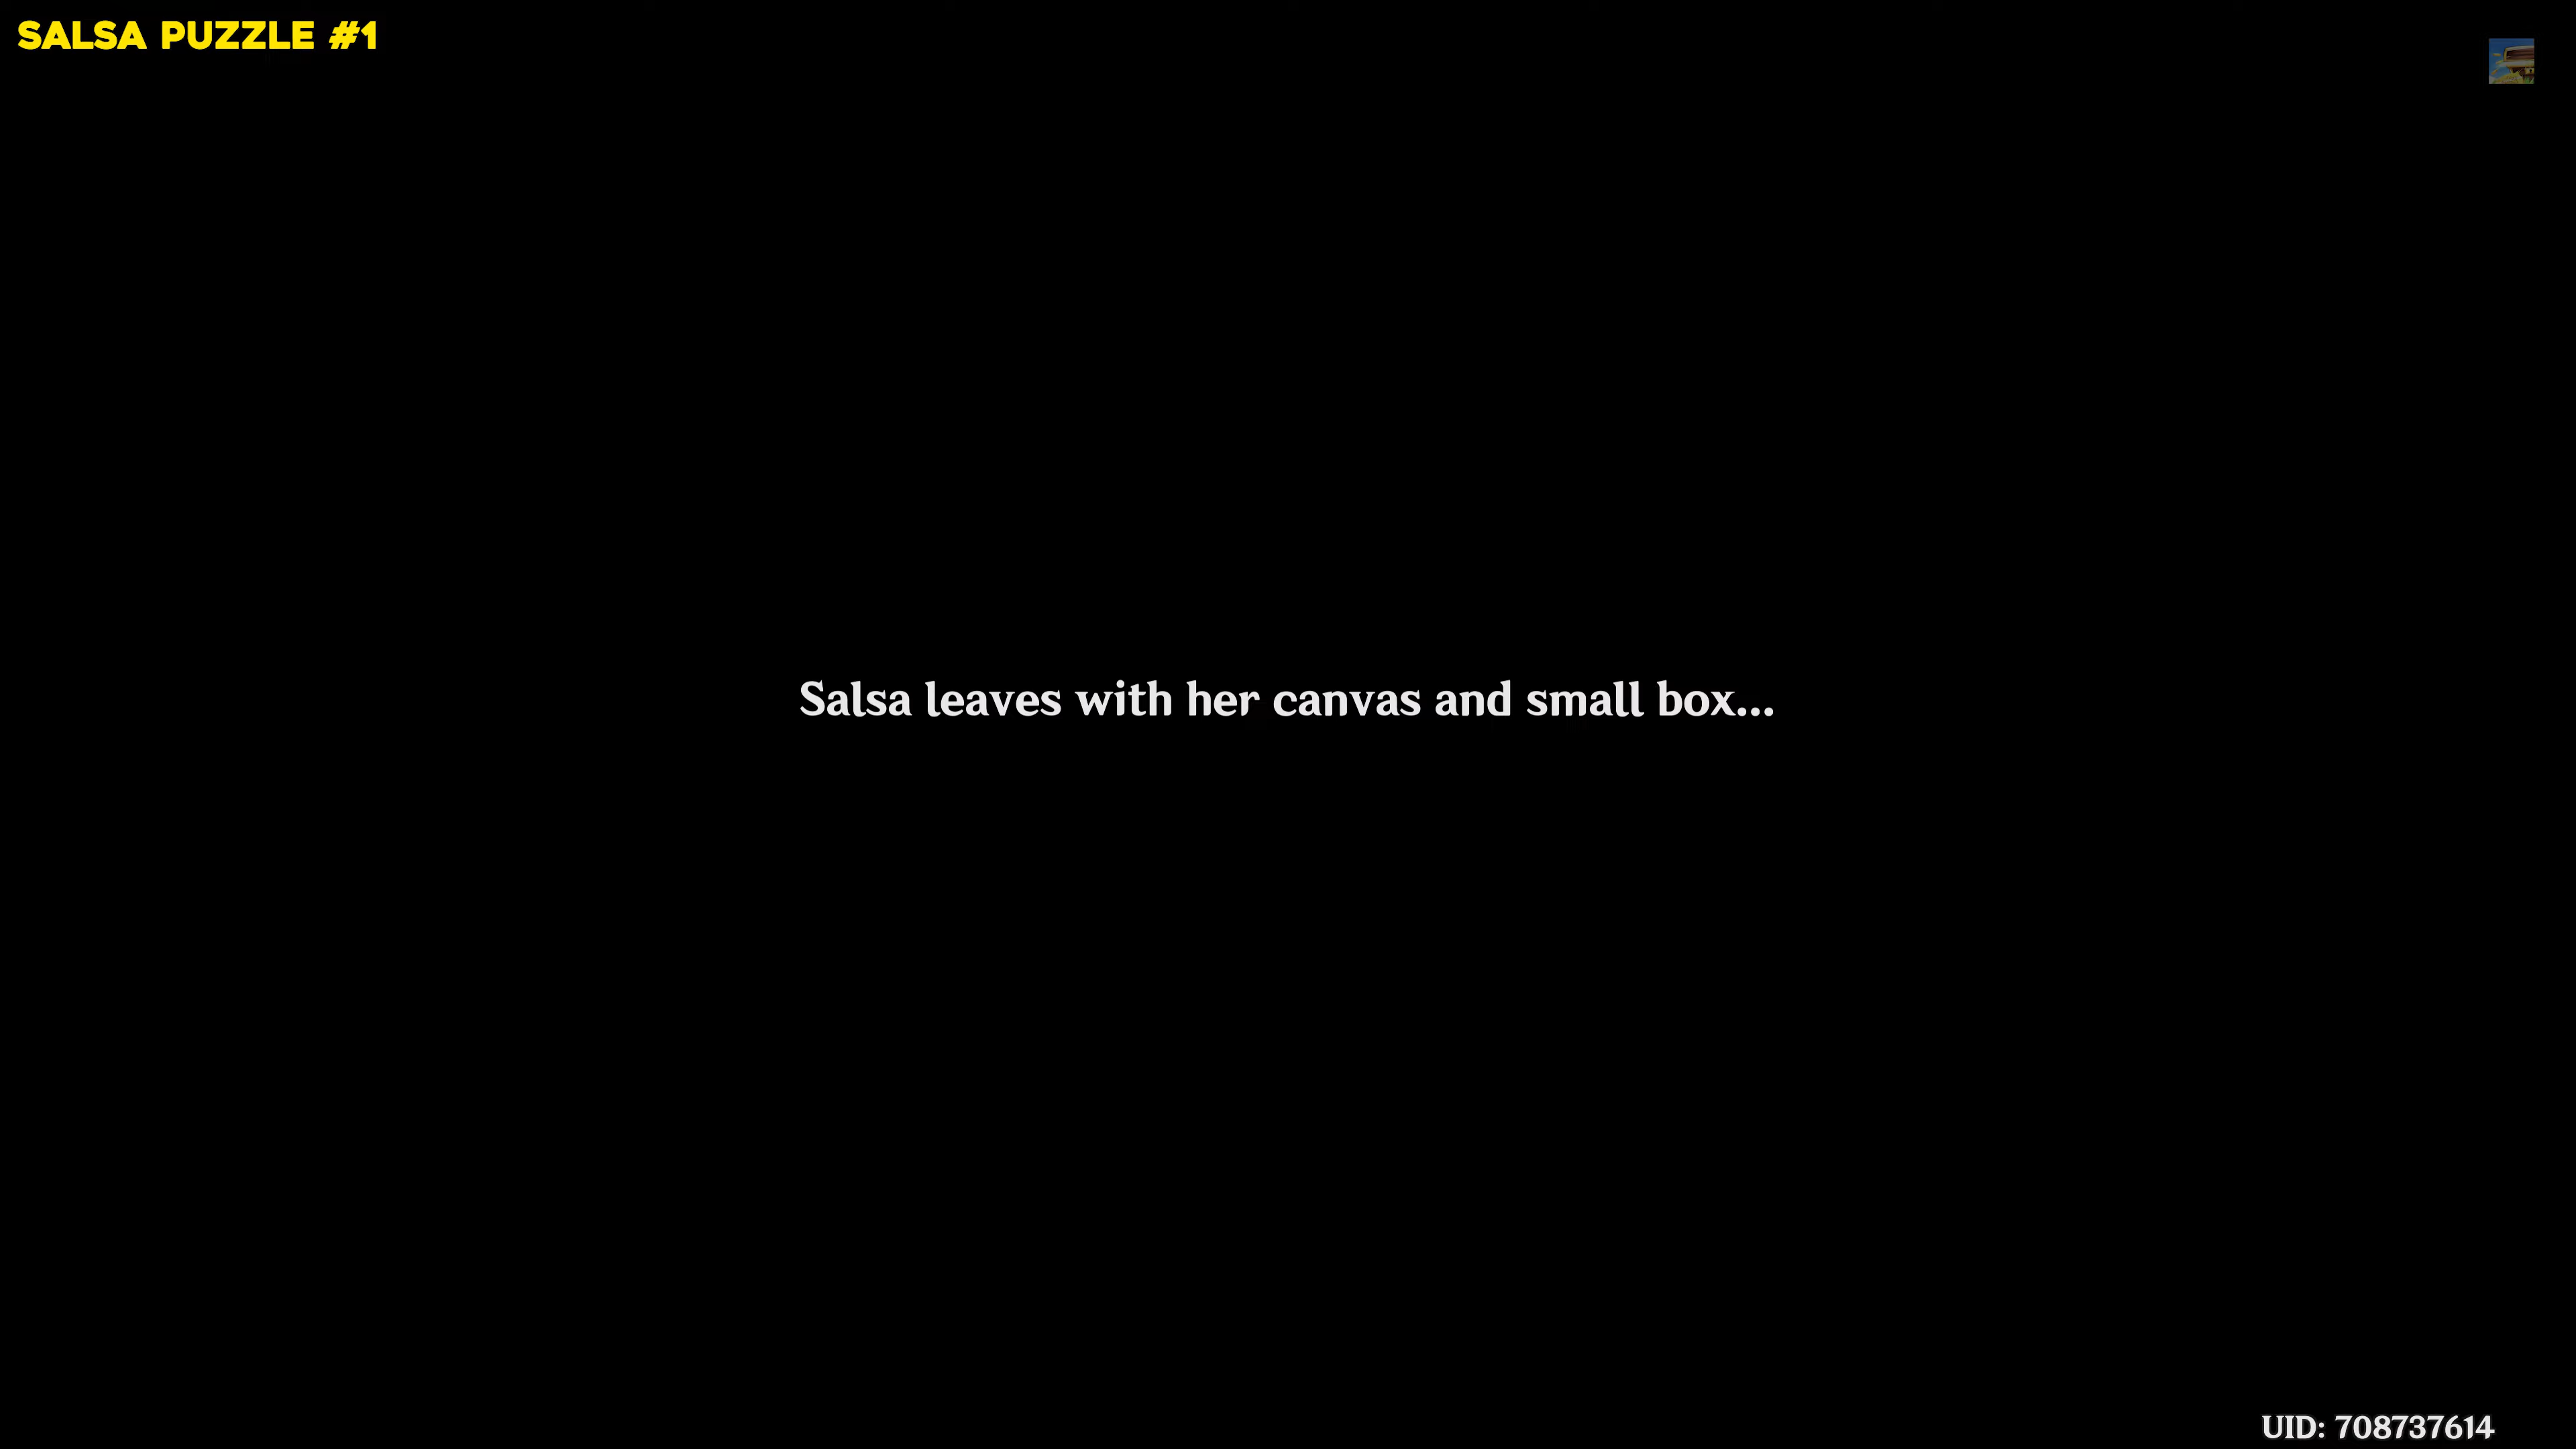 SALSA PUZZLE #1
Salsa leaves with her canvas and small box...
UID: 708737614